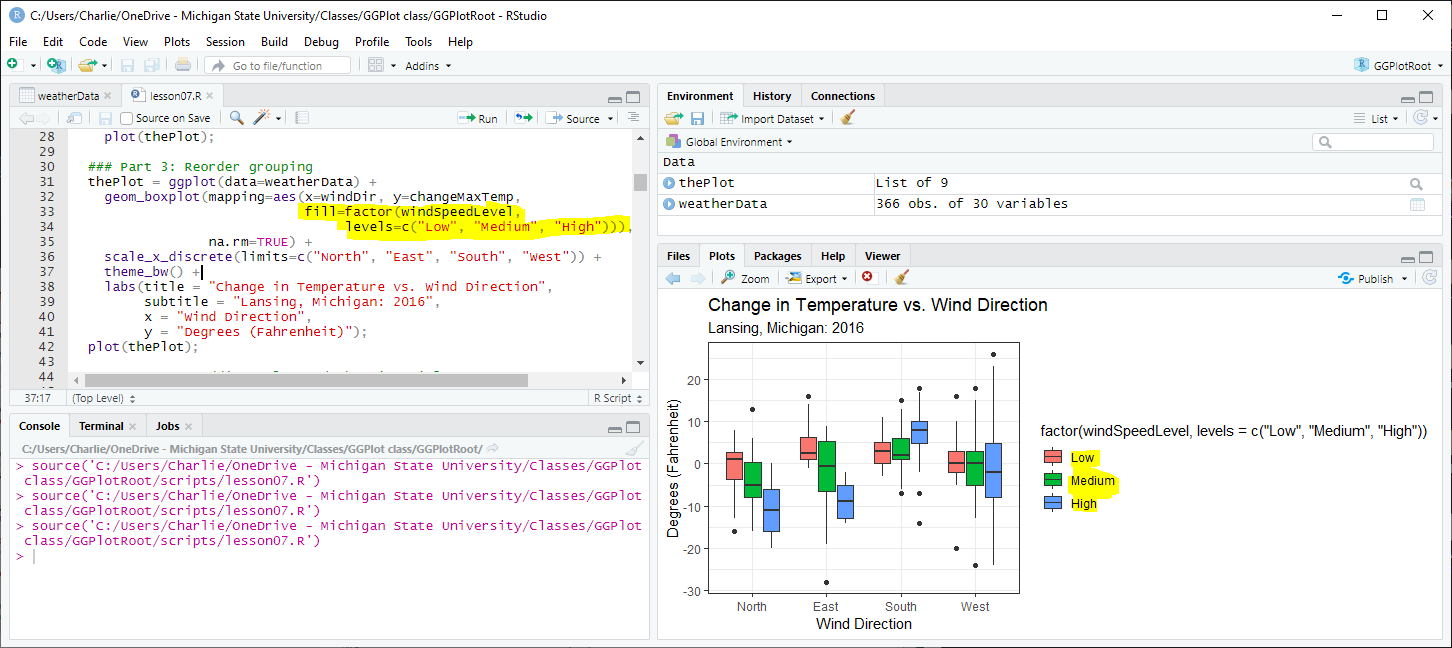 C:/Users/Charlie/OneDrive - Michigan State University/Classes/GGPlot class/GGPlotRoot - RStudio
File Edit Code View Plots Session Build Debug Profile Tools Help
Go to file/function Addins GGPlotRoot
weatherData lesson07.R
Source on Save Run Source
28 plot(thePlot);
29
30 ### Part 3: Reorder grouping
31 thePlot = ggplot(data=weatherData) +
32 geom_boxplot(mapping=aes(x=windDir, y=changeMaxTemp,
33 fill=factor(windSpeedLevel,
34 levels=c("Low", "Medium", "High"))),
35 na.rm=TRUE) +
36 scale_x_discrete(limits=c("North", "East", "South", "West")) +
37 theme_bw() +
38 labs(title = "Change in Temperature vs. Wind Direction",
39 subtitle = "Lansing, Michigan: 2016",
40 x = "Wind Direction",
41 y = "Degrees (Fahrenheit)");
42 plot(thePlot);
43
44
37:17 (Top Level) R Script
Console Terminal Jobs
C:/Users/Charlie/OneDrive - Michigan State University/Classes/GGPlot class/GGPlotRoot/
> source('C:/Users/Charlie/OneDrive - Michigan State University/Classes/GGPlot
class/GGPlotRoot/scripts/lesson07.R')
> source('C:/Users/Charlie/OneDrive - Michigan State University/Classes/GGPlot
class/GGPlotRoot/scripts/lesson07.R')
> source('C:/Users/Charlie/OneDrive - Michigan State University/Classes/GGPlot
class/GGPlotRoot/scripts/lesson07.R')
>
Environment History Connections
Import Dataset List
Global Environment
Data
thePlot List of 9
weatherData 366 obs. of 30 variables
Files Plots Packages Help Viewer
Zoom Export Publish
Change in Temperature vs. Wind Direction
Lansing, Michigan: 2016
Degrees (Fahrenheit)
20
10
0
-10
-20
-30
North East South West
Wind Direction
factor(windSpeedLevel, levels = c("Low", "Medium", "High"))
Low
Medium
High